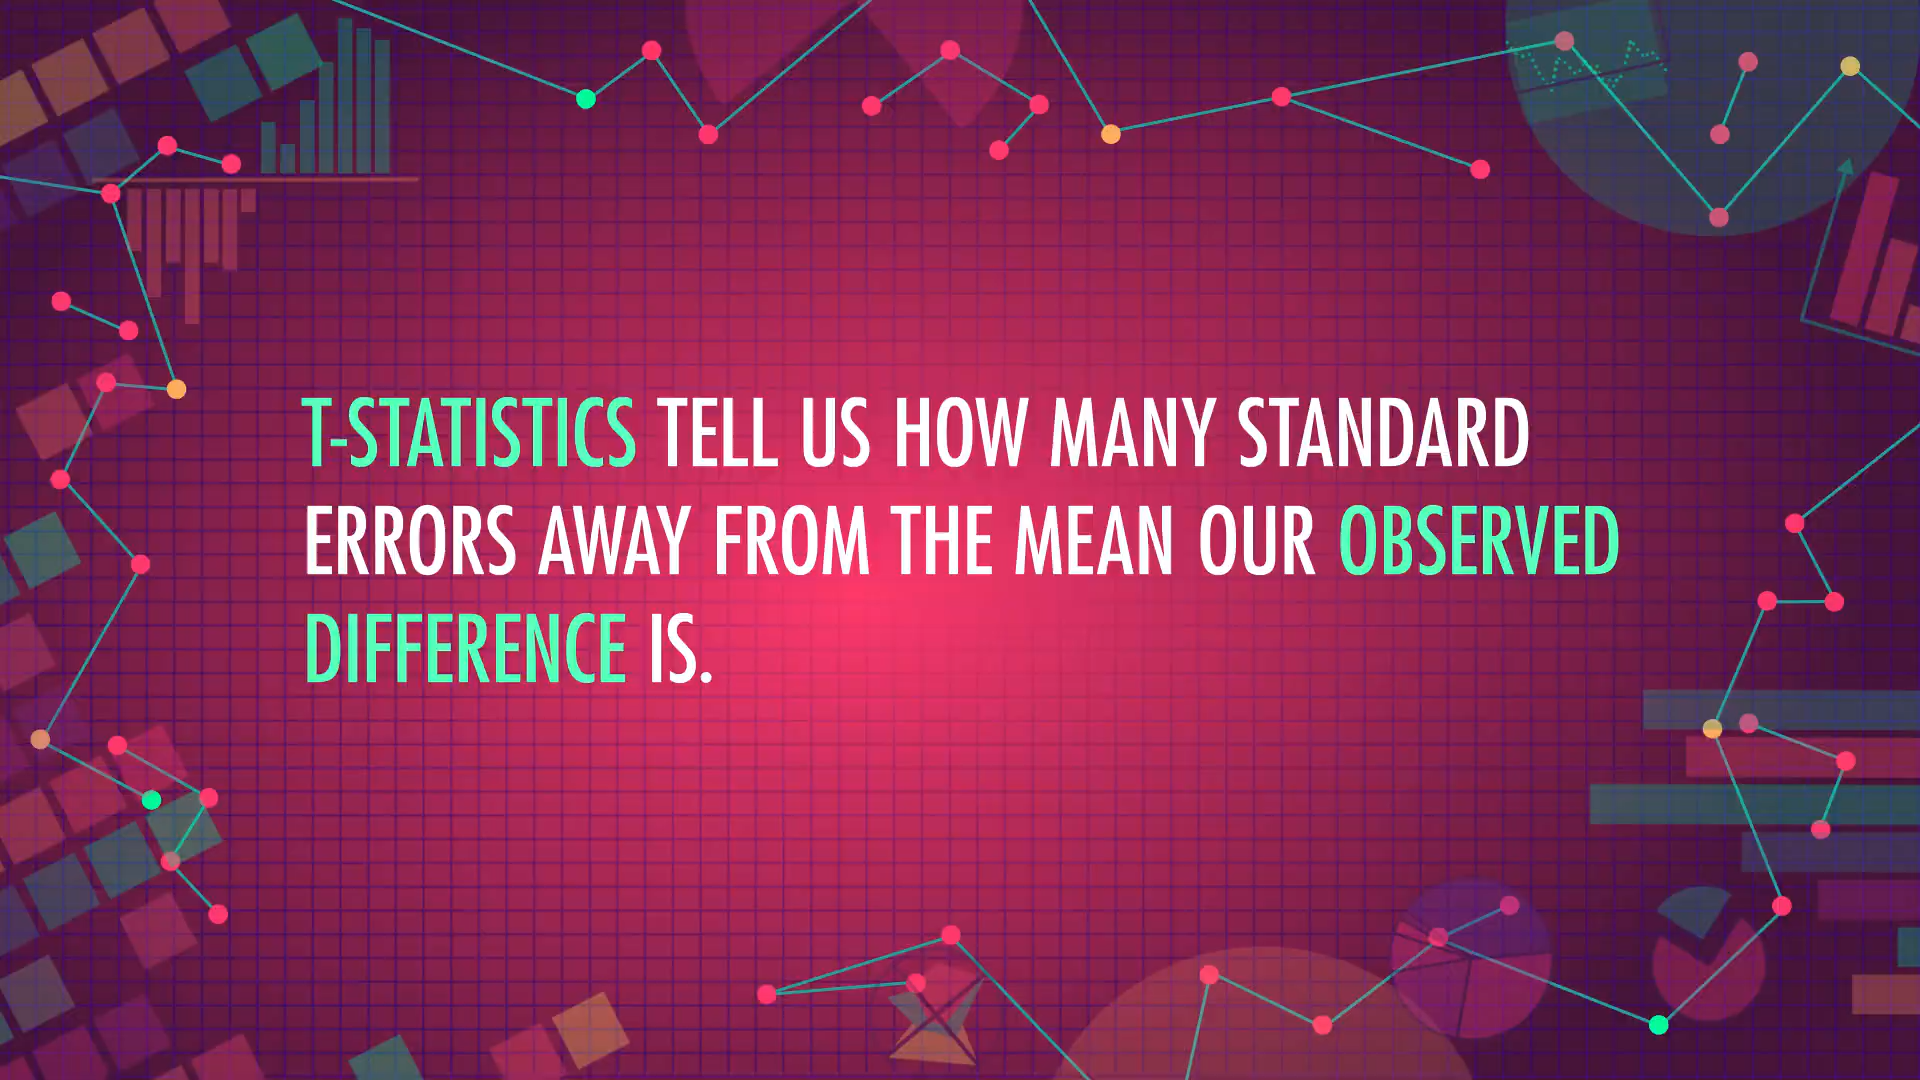 T-STATISTICS TELL US HOW MANY STANDARD
ERRORS AWAY FROM THE MEAN OUR OBSERVED
DIFFERENCE IS.